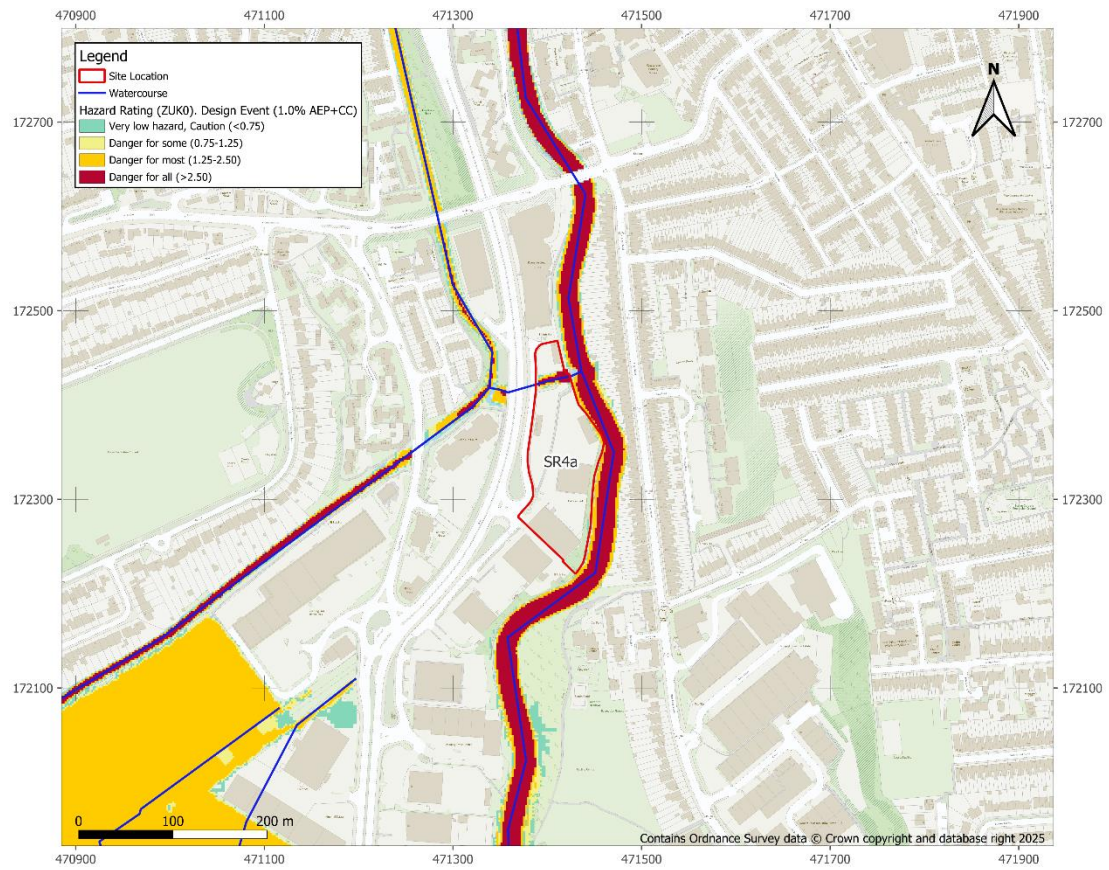 470900 471100 471300 471500 471700 471900
Legend
Site Location
Watercourse
Hazard Rating (ZUK0). Design Event (1.0% AEP+CC)
Very low hazard, Caution (<0.75)
Danger for some (0.75-1.25)
Danger for most (1.25-2.50)
Danger for all (>2.50)
N
172700 172700
172500 172500
SR4a
172300 172300
172100 172100
0 100 200 m
Contains Ordnance Survey data © Crown copyright and database right 2025
470900 471100 471300 471500 471700 471900